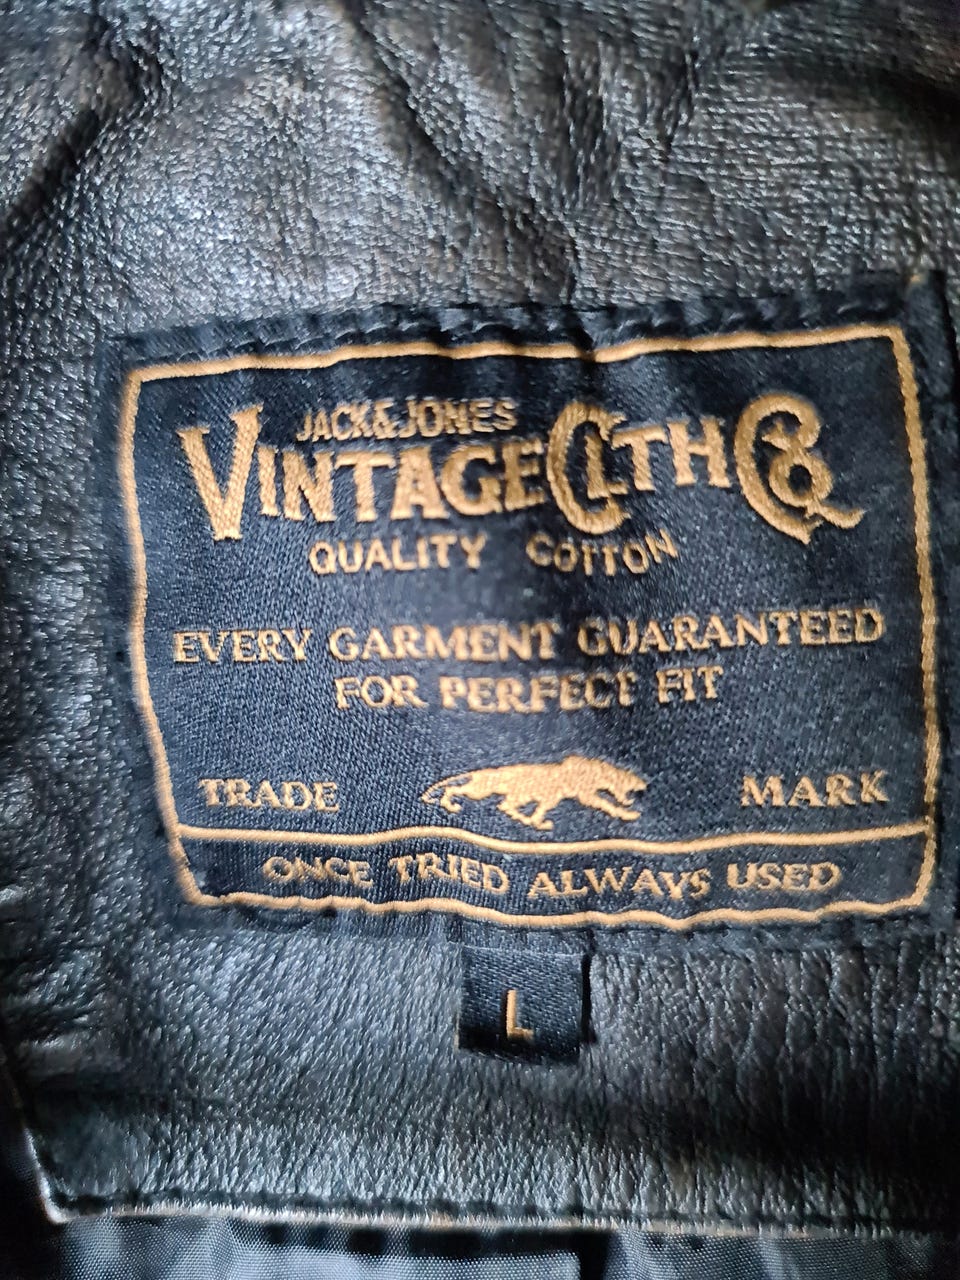 JACK&JONES
VINTAGE CLTH Co
QUALITY COTTON
EVERY GARMENT GUARANTEED
FOR PERFECT FIT
TRADE MARK
ONCE TRIED ALWAYS USED
L